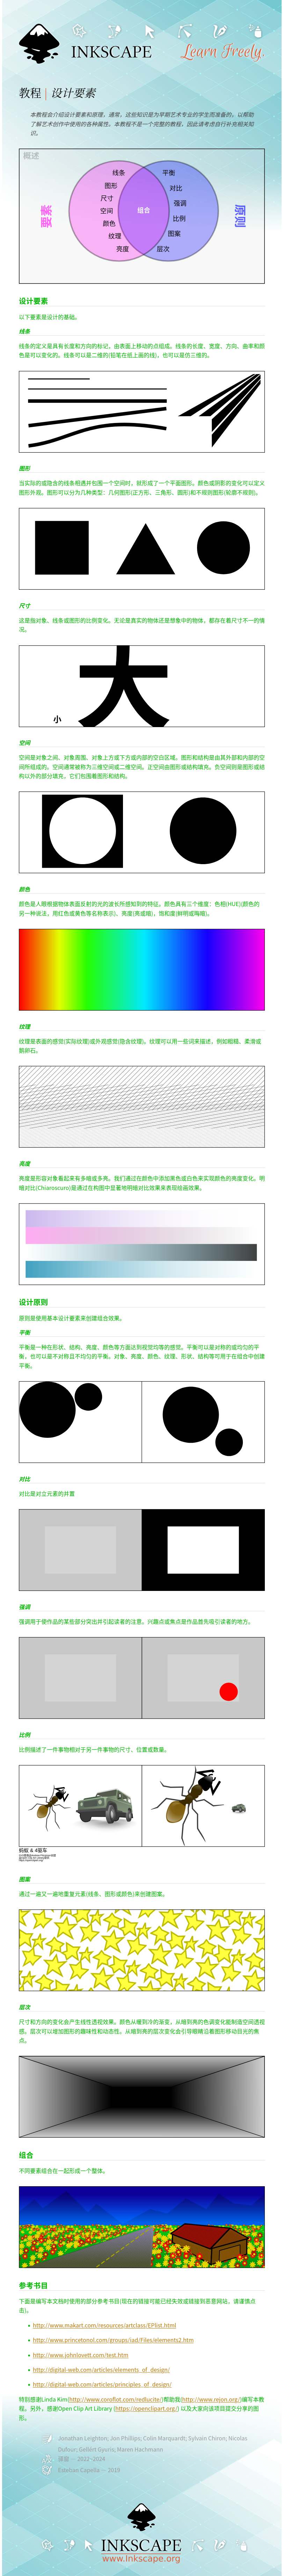 INKSCAPE
Learn Freely.
教程 | 设计要素
本教程会介绍设计要素和原理，通常，这些知识是为早期艺术专业的学生而准备的，以帮助
了解艺术创作中使用的各种属性。本教程不是一个完整的教程，因此请考虑自行补充相关知
识。
概述
要素
线条
图形
尺寸
空间
颜色
纹理
亮度
组合
平衡
对比
强调
比例
图案
层次
原则
设计要素
以下要素是设计的基础。
线条
线条的定义是具有长度和方向的标记，由表面上移动的点组成。线条的长度，宽度、方向、曲率和颜
色是可以变化的。线条可以是二维的(铅笔在纸上画的线)，也可以是仿三维的。
图形
当实际的或隐含的线条相遇并包围一个空间时，就形成了一个平面图形。颜色或阴影的变化可以定义
图形外观。图形可以分为几种类型：几何图形(正方形、三角形、圆形)和不规则图形(轮廓不规则)。
尺寸
这是指对象、线条或图形的比例变化。无论是真实的物体还是想象中的物体，都存在着尺寸不一的情
况。
小
大
空间
空间是对象之间、对象周围、对象上方或下方或内部的空白区域。图形和结构是由其外部和内部的空
间所组成的。空间通常被称为三维空间或二维空间。正空间由图形或结构填充。负空间则是图形或结
构以外的部分填充，它们包围着图形和结构。
颜色
颜色是人眼根据物体表面反射的光的波长所感知到的特征。颜色具有三个维度：色相(HUE)(颜色的
另一种说法，用红色或黄色等名称表示)、亮度(亮或暗)，饱和度(鲜明或晦暗)。
纹理
纹理是表面的感觉(实际纹理)或外观感觉(隐含纹理)。纹理可以用一些词来描述，例如粗糙、柔滑或
鹅卵石。
亮度
亮度是形容对象看起来有多暗或多亮。我们通过在颜色中添加黑色或白色来实现颜色的亮度变化。明
暗对比(Chiaroscuro)是通过在构图中显著地明暗对比效果来表现绘画效果。
设计原则
原则是使用基本设计要素来创建组合效果。
平衡
平衡是一种在形状、结构、亮度、颜色等方面达到视觉均等的感觉。平衡可以是对称的或均匀的平
衡，也可以是不对称且不均匀的平衡。对象、亮度、颜色、纹理、形状、结构等可用于在组合中创建
平衡。
对比
对比是对立元素的并置
强调
强调用于使作品的某些部分突出并引起读者的注意。兴趣点或焦点是作品首先吸引读者的地方。
比例
比例描述了一件事物相对于另一件事物的尺寸、位置或数量。
蚂蚁 & 4驱车
图案
通过一遍又一遍地重复元素(线条、图形或颜色)来创建图案。
层次
尺寸和方向的变化会产生线性透视效果。颜色从暖到冷的渐变，从暗到亮的色调变化能制造空间透视
感。层次可以增加图形的趣味性和动态性。从暗到亮的层次变化会引导眼睛沿着图形移动目光的焦
点。
组合
不同要素组合在一起形成一个整体。
参考书目
下面是编写本文档时使用的部分参考书目(现在的链接可能已经失效或链接到恶意网站，请谨慎点
击)。
http://www.makart.com/resources/artclass/EPlist.html
http://www.princetonol.com/groups/iad/Files/elements2.htm
http://www.johnlovett.com/test.htm
http://digital-web.com/articles/elements_of_design/
http://digital-web.com/articles/principles_of_design/
特别感谢Linda Kim(http://www.coroflot.com/redlucite/)帮助我(http://www.rejon.org/)编写本教
程。另外，感谢Open Clip Art Library (https://openclipart.org/) 以及大家向该项目提交分享的图
形。
Jonathan Leighton; Jon Phillips; Colin Marquardt; Sylvain Chiron; Nicolas
Dufour; Gellért Gyuris; Maren Hachmann
Esteban Capella — 2019
INKSCAPE
www.inkscape.org